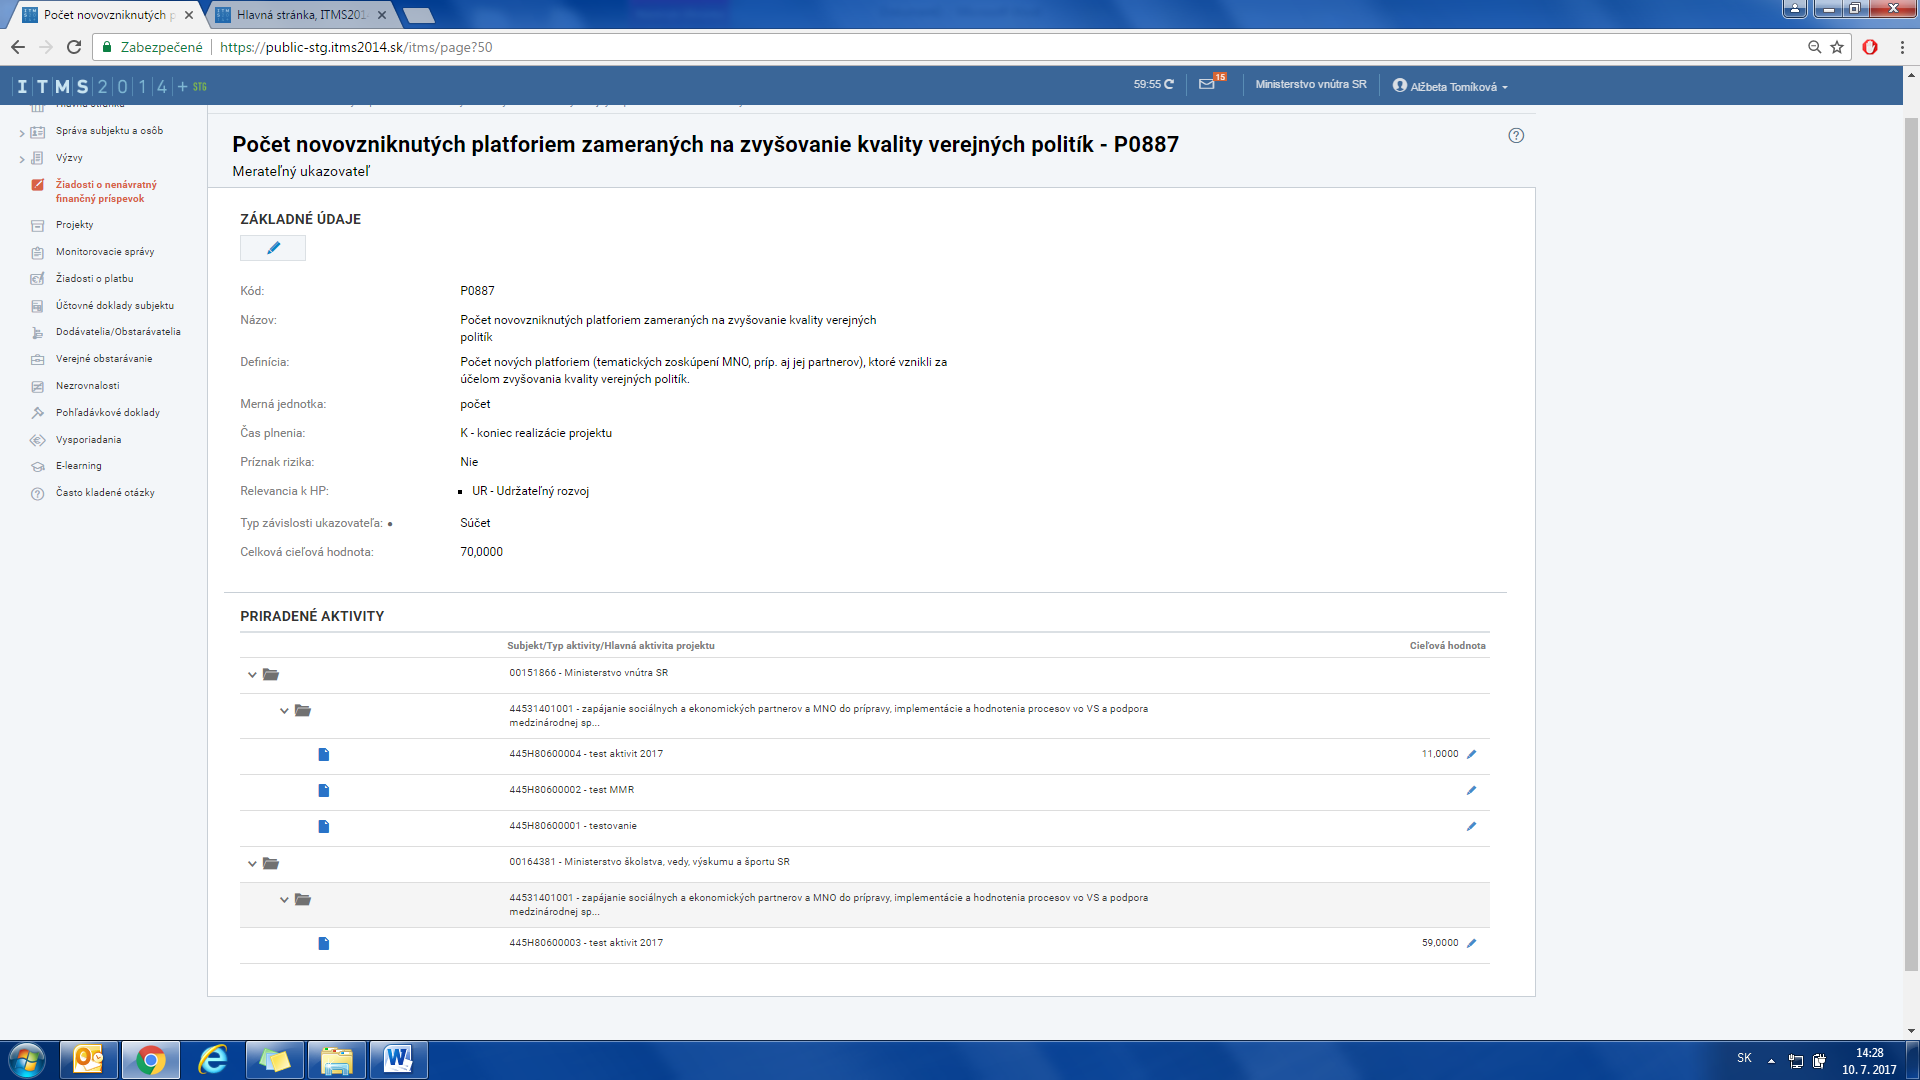 Počet novovzniknutých p
Hlavná stránka, ITMS201
Zabezpečené
https://public-stg.itms2014.sk/itms/page?50
ITMS2014+ STG
59:55
15
Ministerstvo vnútra SR
Alžbeta Tomíková
Hlavná stránka
Správa subjektu a osôb
Výzvy
Žiadosti o nenávratný
finančný príspevok
Projekty
Monitorovacie správy
Žiadosti o platbu
Účtovné doklady subjektu
Dodávatelia/Obstarávatelia
Verejné obstarávanie
Nezrovnalosti
Pohľadávkové doklady
Vysporiadania
E-learning
Často kladené otázky
Počet novovzniknutých platforiem zameraných na zvyšovanie kvality verejných politík - P0887
Merateľný ukazovateľ
ZÁKLADNÉ ÚDAJE
Kód: P0887
Názov: Počet novovzniknutých platforiem zameraných na zvyšovanie kvality verejných
politík
Definícia: Počet nových platforiem (tematických zoskúpení MNO, príp. aj jej partnerov), ktoré vznikli za
účelom zvyšovania kvality verejných politík.
Merná jednotka: počet
Čas plnenia: K - koniec realizácie projektu
Príznak rizika: Nie
Relevancia k HP: ▪ UR - Udržateľný rozvoj
Typ závislosti ukazovateľa: ● Súčet
Celková cieľová hodnota: 70,0000
PRIRADENÉ AKTIVITY
Subjekt/Typ aktivity/Hlavná aktivita projektu Cieľová hodnota
00151866 - Ministerstvo vnútra SR
44531401001 - zapájanie sociálnych a ekonomických partnerov a MNO do prípravy, implementácie a hodnotenia procesov vo VS a podpora
medzinárodnej sp...
445H80600004 - test aktivit 2017 11,0000
445H80600002 - test MMR
445H80600001 - testovanie
00164381 - Ministerstvo školstva, vedy, výskumu a športu SR
44531401001 - zapájanie sociálnych a ekonomických partnerov a MNO do prípravy, implementácie a hodnotenia procesov vo VS a podpora
medzinárodnej sp...
445H80600003 - test aktivit 2017 59,0000
SK
14:28
10. 7. 2017